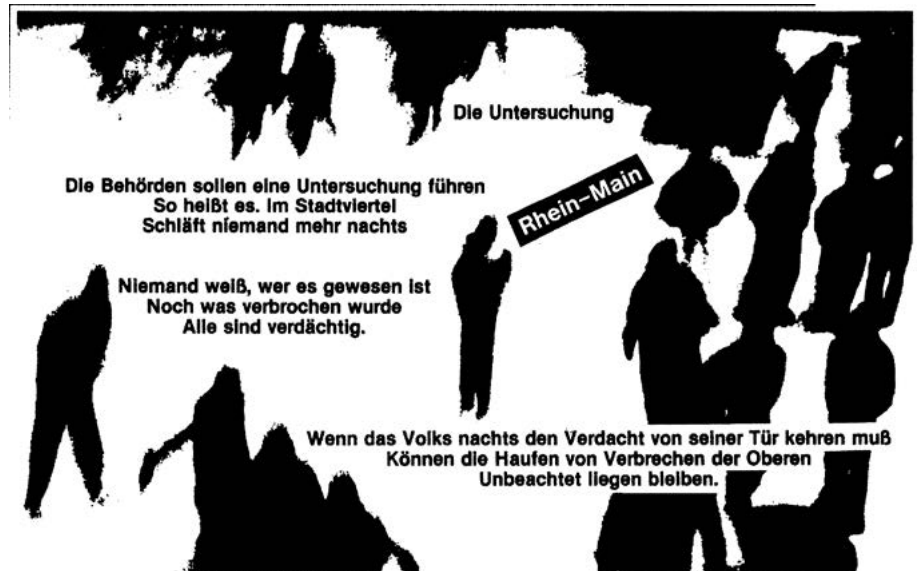 Die Untersuchung
Rhein-Main
Die Behörden sollen eine Untersuchung führen
So heißt es. Im Stadtviertel
Schläft niemand mehr nachts
Niemand weiß, wer es gewesen ist
Noch was verbrochen wurde
Alle sind verdächtig.
Wenn das Volks nachts den Verdacht von seiner Tür kehren muß
Können die Haufen von Verbrechen der Oberen
Unbeachtet liegen bleiben.